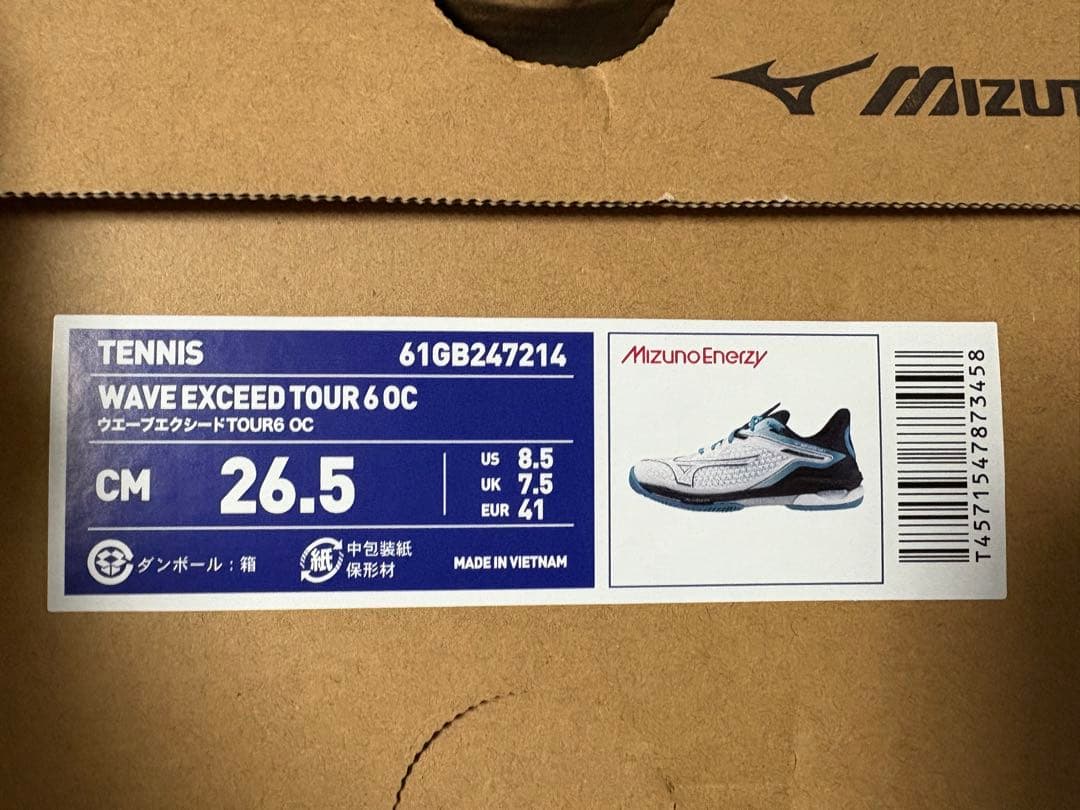 MIZUN
TENNIS 61GB247214
WAVE EXCEED TOUR 6 OC
ウエーブエクシードTOUR6 OC
CM 26.5
US 8.5
UK 7.5
EUR 41
ダンボール：箱
紙 中包装紙
保形材
MADE IN VIETNAM
MizunoEnerzy
T4571547873458